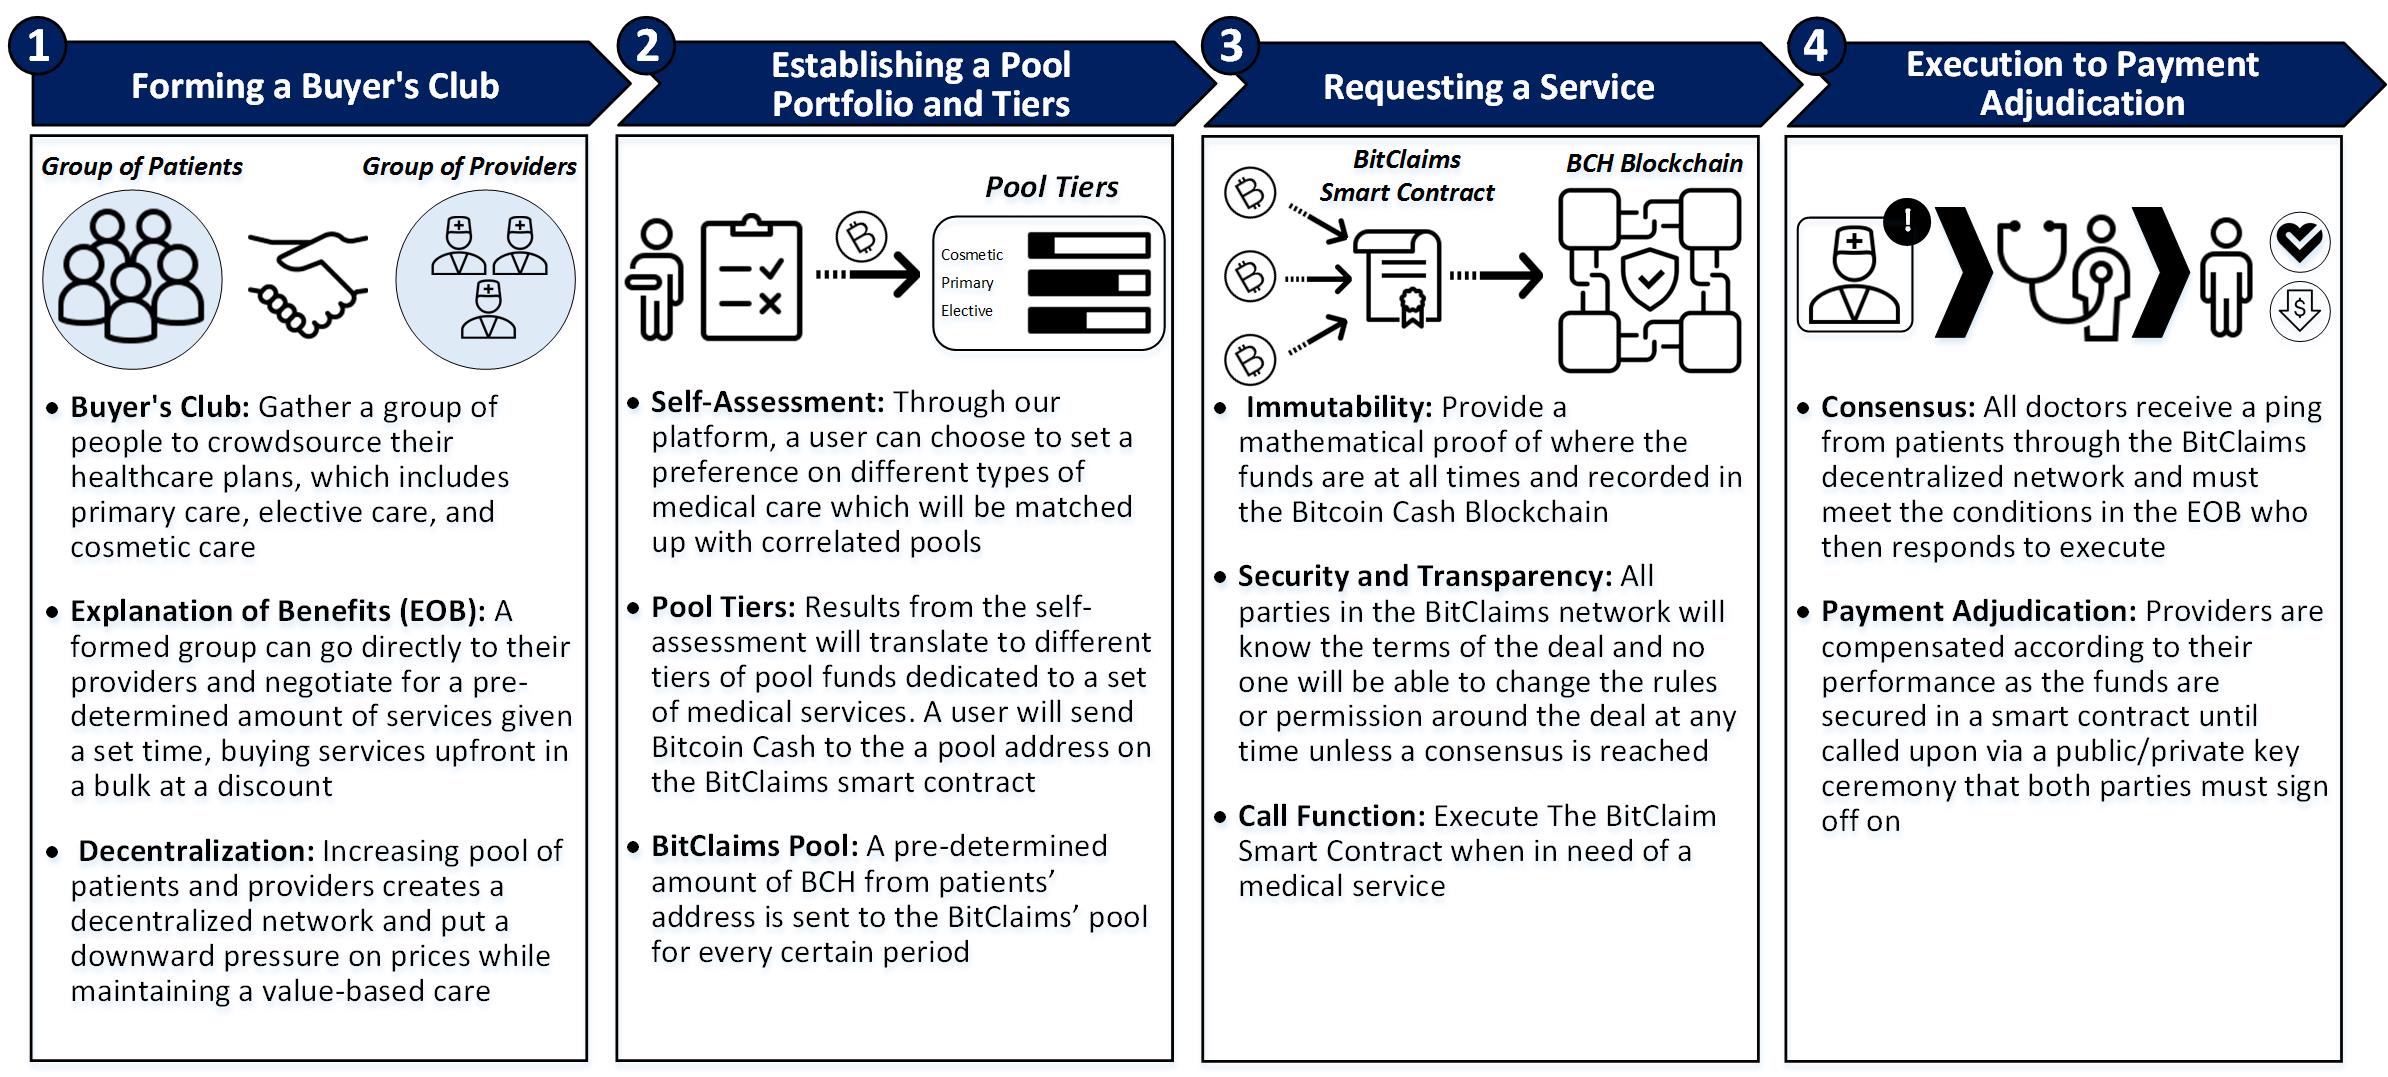 1
Forming a Buyer's Club
Group of Patients
Group of Providers
• Buyer's Club: Gather a group of
people to crowdsource their
healthcare plans, which includes
primary care, elective care, and
cosmetic care
• Explanation of Benefits (EOB): A
formed group can go directly to their
providers and negotiate for a pre-
determined amount of services given
a set time, buying services upfront in
a bulk at a discount
• Decentralization: Increasing pool of
patients and providers creates a
decentralized network and put a
downward pressure on prices while
maintaining a value-based care
2
Establishing a Pool
Portfolio and Tiers
Pool Tiers
Cosmetic
Primary
Elective
• Self-Assessment: Through our
platform, a user can choose to set a
preference on different types of
medical care which will be matched
up with correlated pools
• Pool Tiers: Results from the self-
assessment will translate to different
tiers of pool funds dedicated to a set
of medical services. A user will send
Bitcoin Cash to the a pool address on
the BitClaims smart contract
• BitClaims Pool: A pre-determined
amount of BCH from patients’
address is sent to the BitClaims’ pool
for every certain period
3
Requesting a Service
BitClaims
Smart Contract
BCH Blockchain
• Immutability: Provide a
mathematical proof of where the
funds are at all times and recorded in
the Bitcoin Cash Blockchain
• Security and Transparency: All
parties in the BitClaims network will
know the terms of the deal and no
one will be able to change the rules
or permission around the deal at any
time unless a consensus is reached
• Call Function: Execute The BitClaim
Smart Contract when in need of a
medical service
4
Execution to Payment
Adjudication
!
$
• Consensus: All doctors receive a ping
from patients through the BitClaims
decentralized network and must
meet the conditions in the EOB who
then responds to execute
• Payment Adjudication: Providers are
compensated according to their
performance as the funds are
secured in a smart contract until
called upon via a public/private key
ceremony that both parties must sign
off on